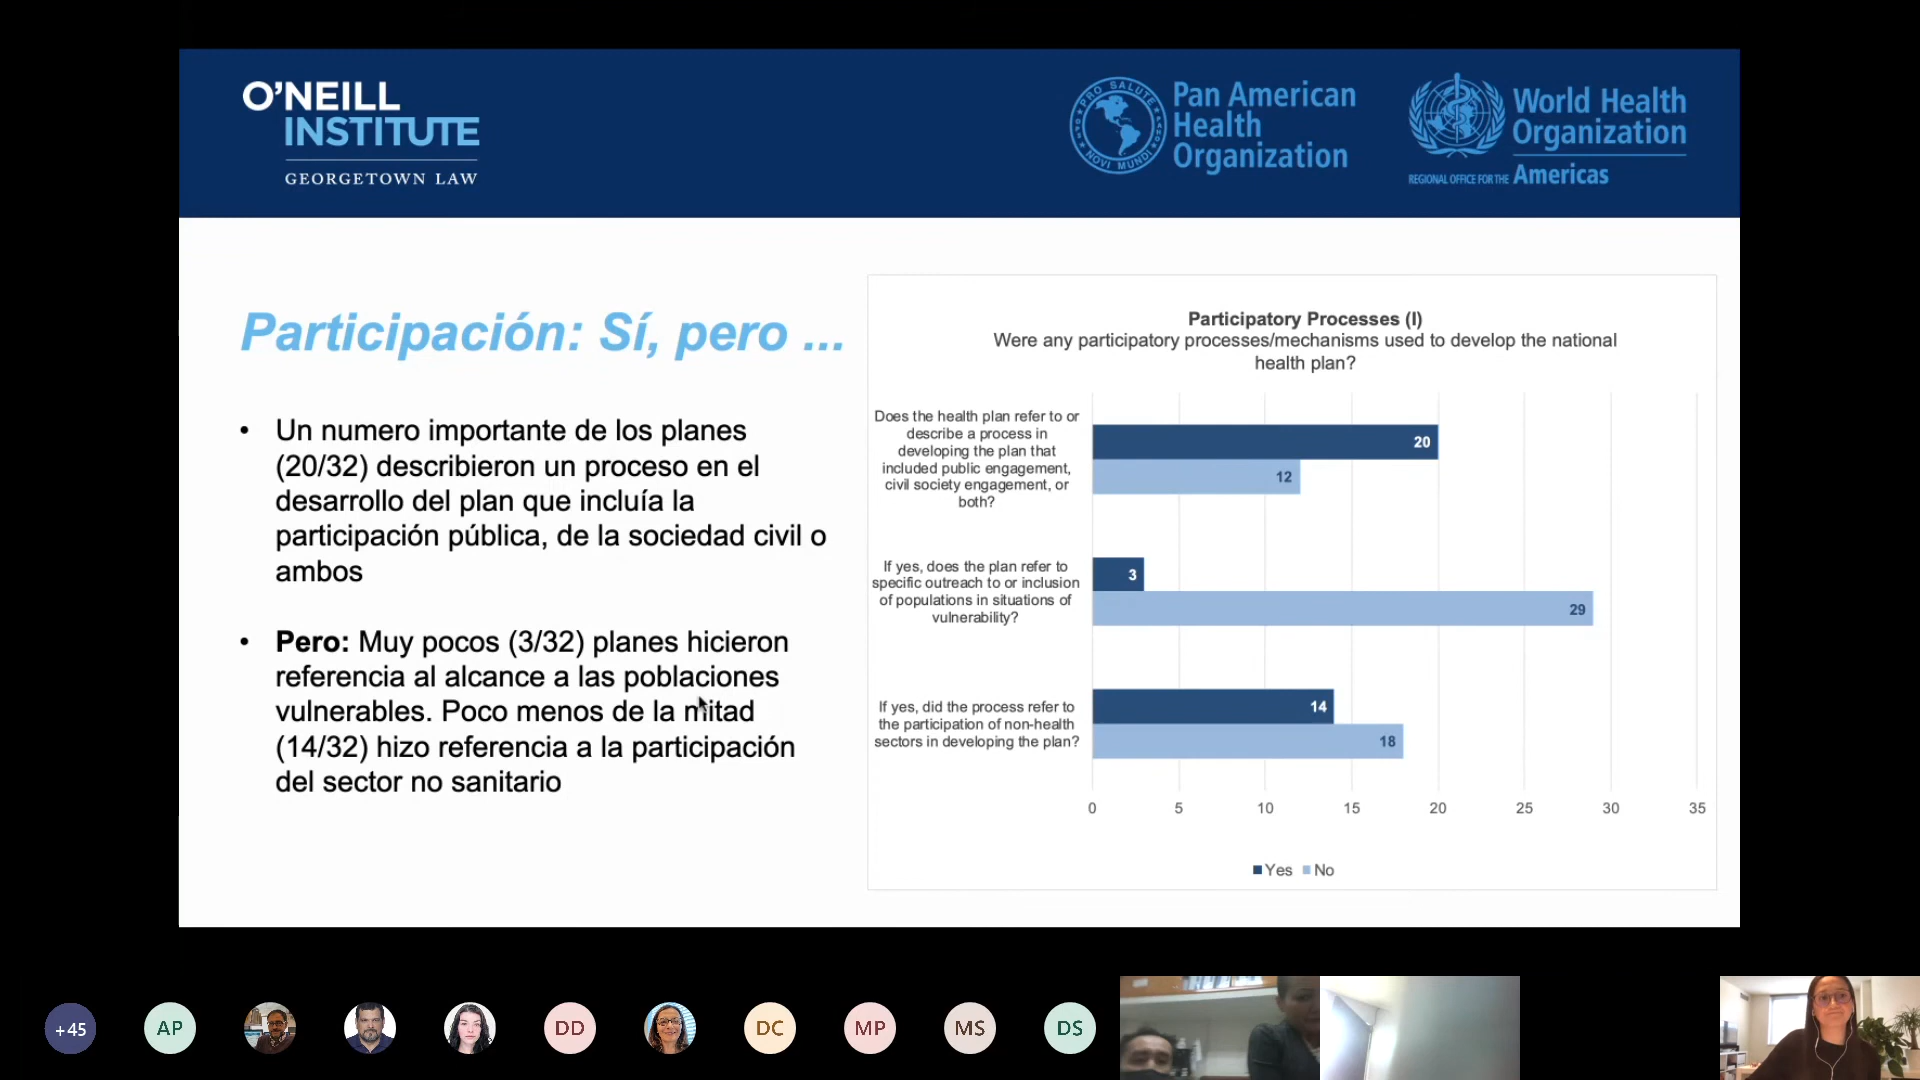 O'NEILL
INSTITUTE
GEORGETOWN LAW
PRO SALUTE
NOVI MUNDI
Pan American
Health
Organization
World Health
Organization
REGIONAL OFFICE FOR THE Americas
Participación: Sí, pero ...
• Un numero importante de los planes
(20/32) describieron un proceso en el
desarrollo del plan que incluía la
participación pública, de la sociedad civil o
ambos
• Pero: Muy pocos (3/32) planes hicieron
referencia al alcance a las poblaciones
vulnerables. Poco menos de la mitad
(14/32) hizo referencia a la participación
del sector no sanitario
Participatory Processes (I)
Were any participatory processes/mechanisms used to develop the national
health plan?
Does the health plan refer to or
describe a process in
developing the plan that
included public engagement,
civil society engagement, or
both?
20
12
If yes, does the plan refer to
specific outreach to or inclusion
of populations in situations of
vulnerability?
3
29
If yes, did the process refer to
the participation of non-health
sectors in developing the plan?
14
18
0 5 10 15 20 25 30 35
Yes No
+45 AP DD DC MP MS DS